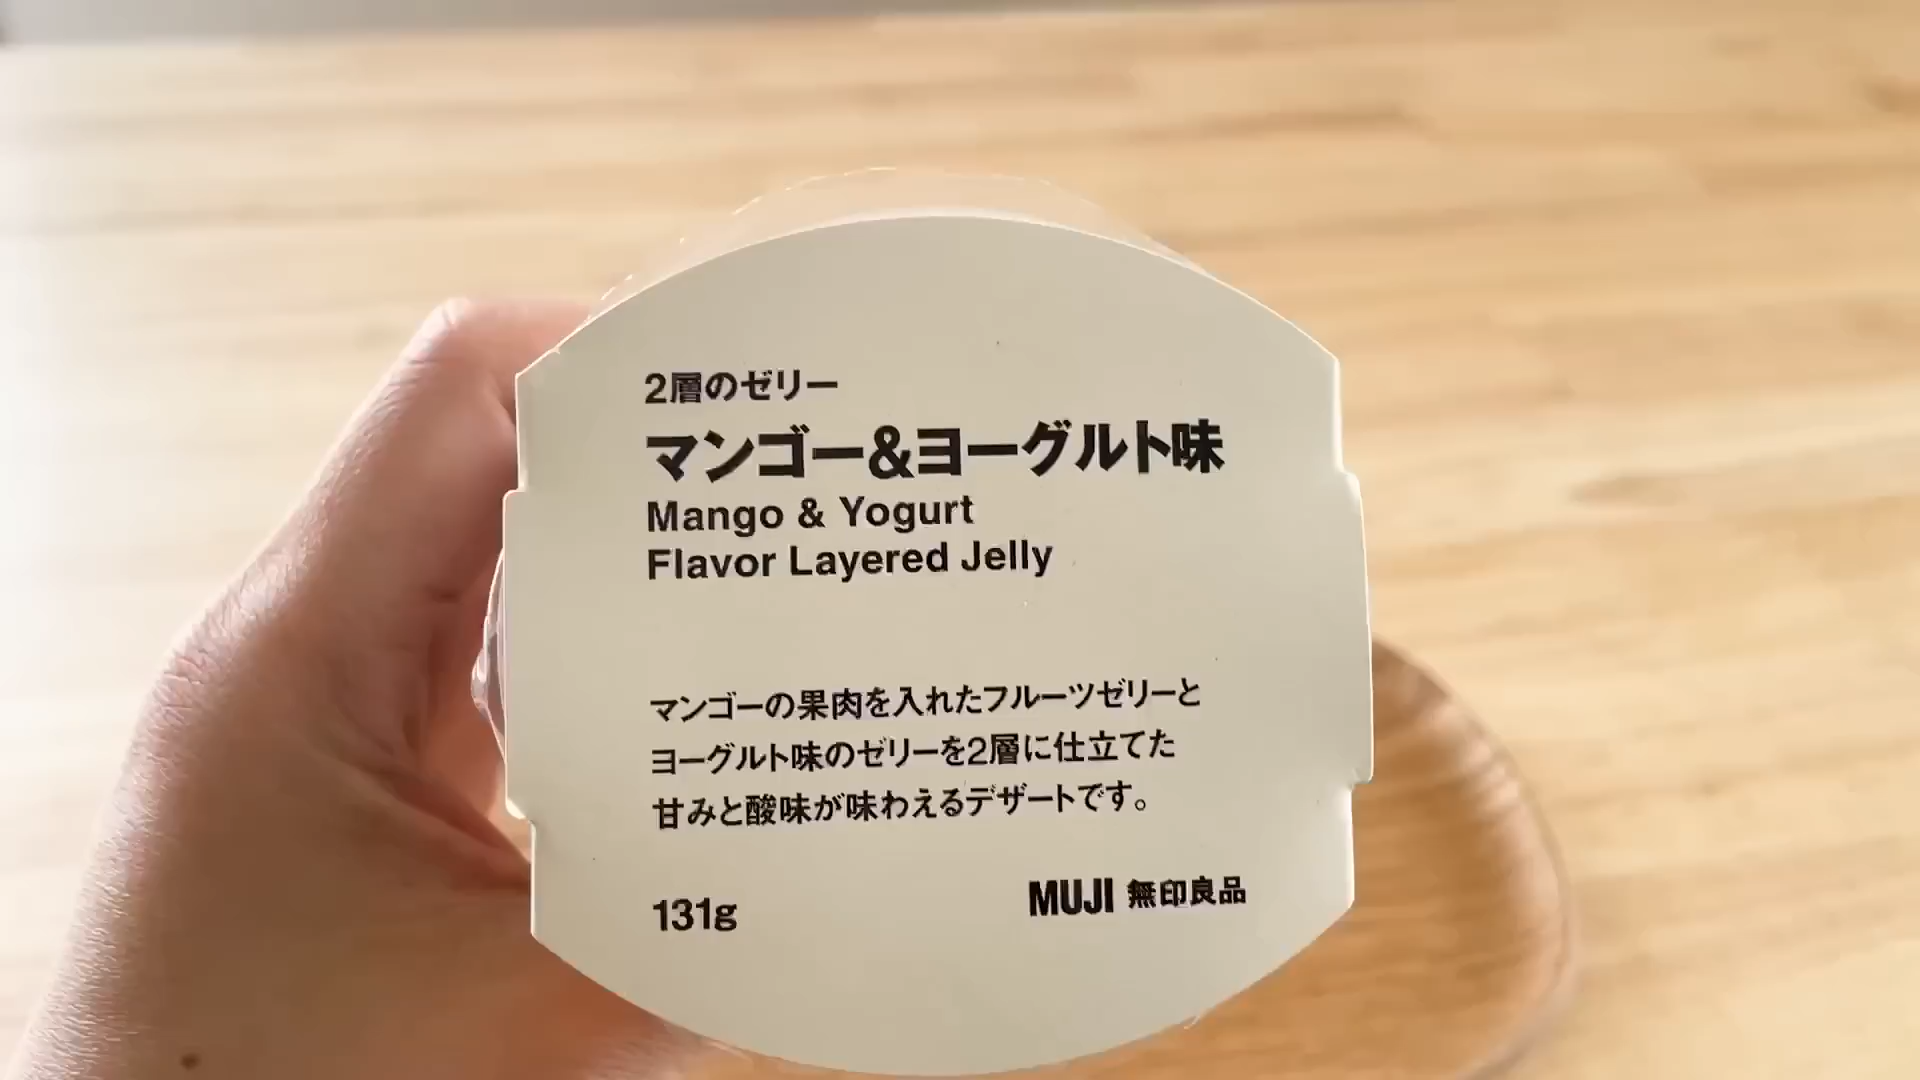 2層のゼリー
マンゴー&ヨーグルト味
Mango & Yogurt
Flavor Layered Jelly
マンゴーの果肉を入れたフルーツゼリーと
ヨーグルト味のゼリーを2層に仕立てた
甘みと酸味が味わえるデザートです。
131g
MUJI 無印良品